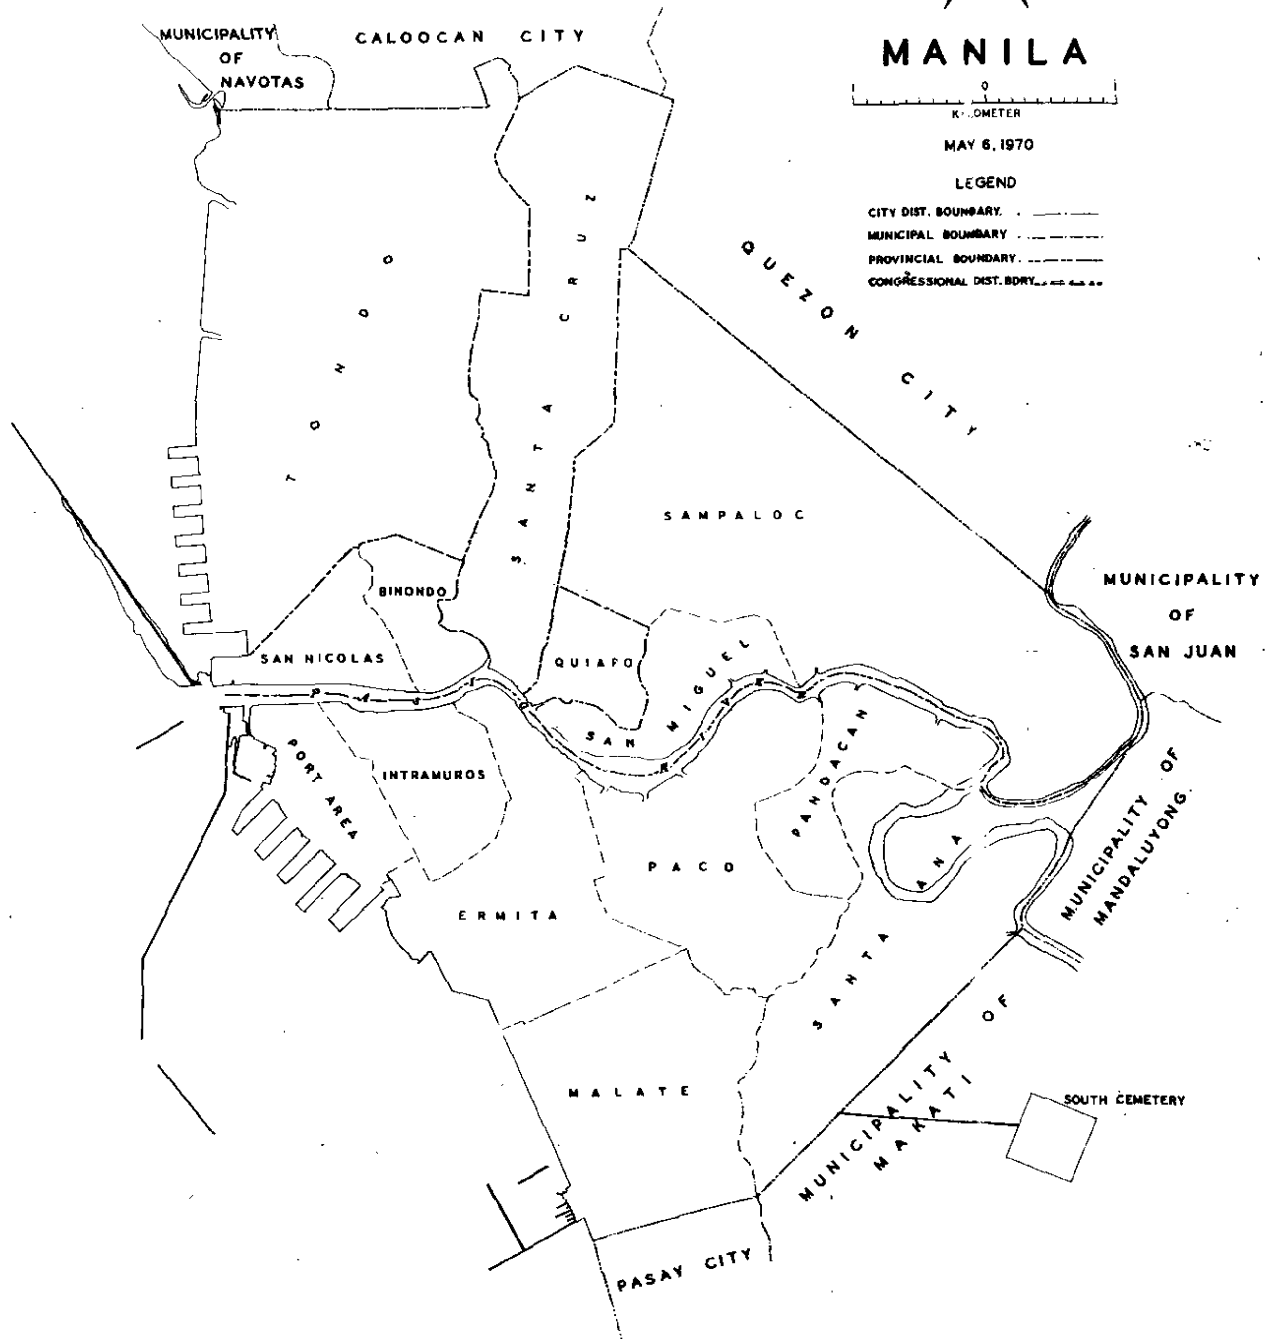 MANILA
0
1
KILOMETER
MAY 6, 1970
LEGEND
CITY DIST. BOUNDARY.
MUNICIPAL BOUNDARY
PROVINCIAL BOUNDARY.
CONGRESSIONAL DIST. BDRY.
MUNICIPALITY
OF
NAVOTAS
CALOOCAN CITY
QUEZON CITY
TONDO
SANTA CRUZ
SAMPALOC
BINONDO
SAN NICOLAS
QUIAPO
SAN MIGUEL
MUNICIPALITY
OF
SAN JUAN
PASIG RIVER
PORT AREA
INTRAMUROS
PANDACAN
PACO
ERMITA
SANTA ANA
MUNICIPALITY OF
MANDALUYONG.
MALATE
MUNICIPALITY OF
MAKATI
SOUTH CEMETERY
PASAY CITY